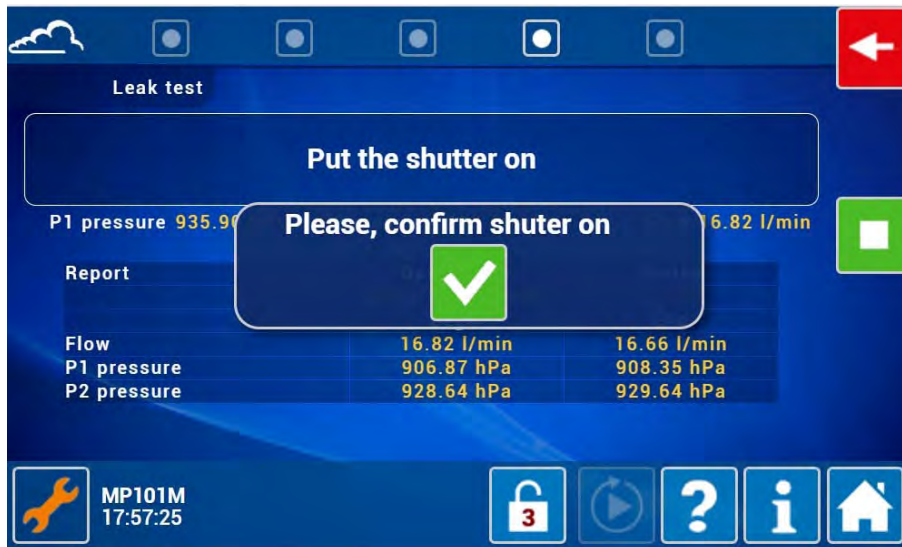 Leak test
Put the shutter on
P1 pressure 935.90 16.82 l/min
Please, confirm shuter on
Report
Flow 16.82 l/min 16.66 l/min
P1 pressure 906.87 hPa 908.35 hPa
P2 pressure 928.64 hPa 929.64 hPa
MP101M
17:57:25
3
?
i